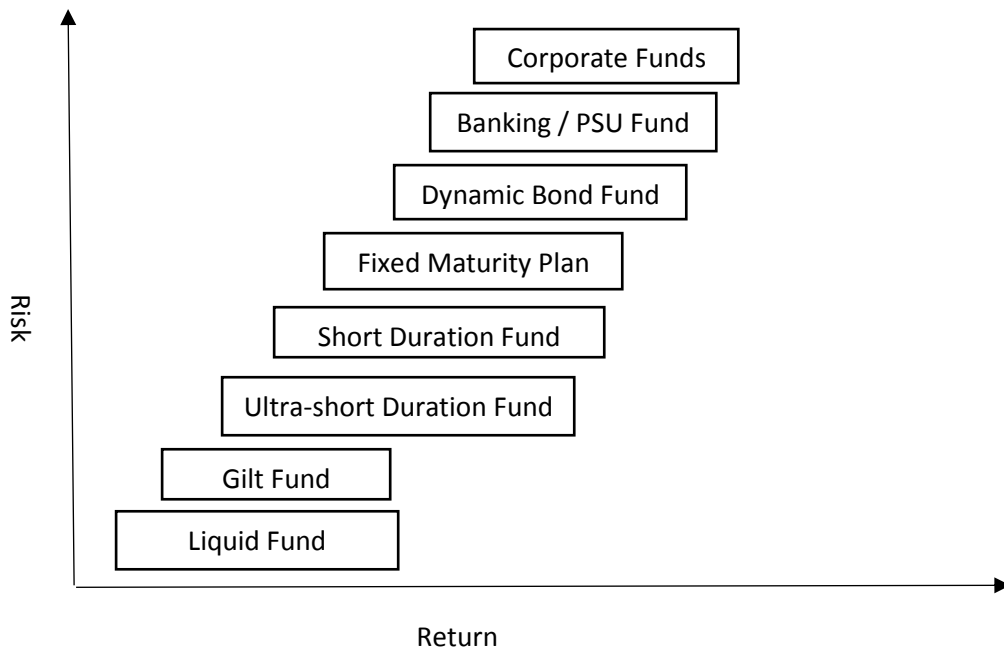 Corporate Funds
Banking / PSU Fund
Dynamic Bond Fund
Fixed Maturity Plan
Risk
Short Duration Fund
Ultra-short Duration Fund
Gilt Fund
Liquid Fund
Return